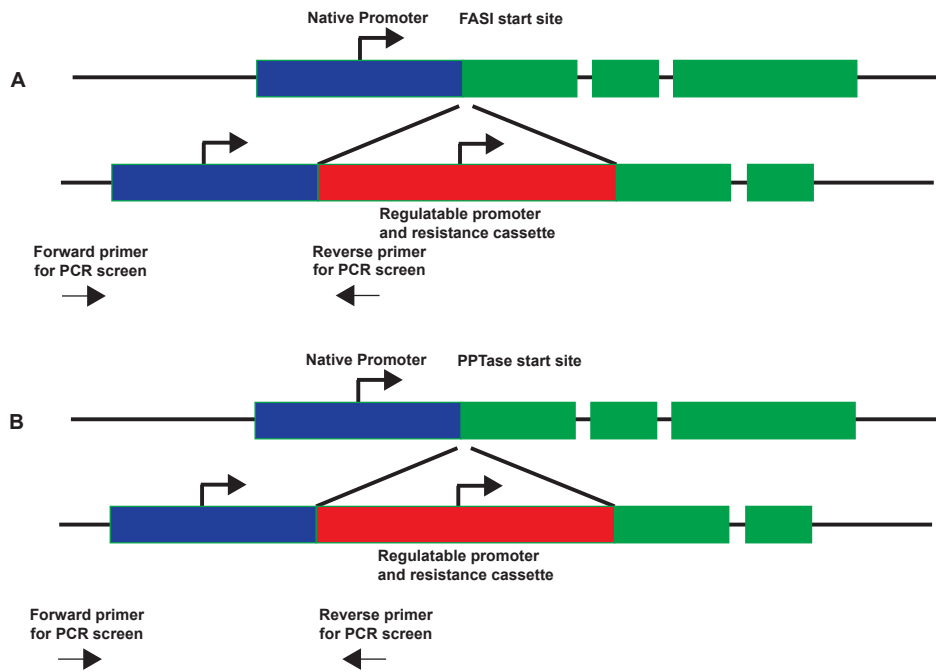 Native Promoter
FASI start site
A
Regulatable promoter
and resistance cassette
Forward primer
for PCR screen
Reverse primer
for PCR screen
Native Promoter
PPTase start site
B
Regulatable promoter
and resistance cassette
Forward primer
for PCR screen
Reverse primer
for PCR screen